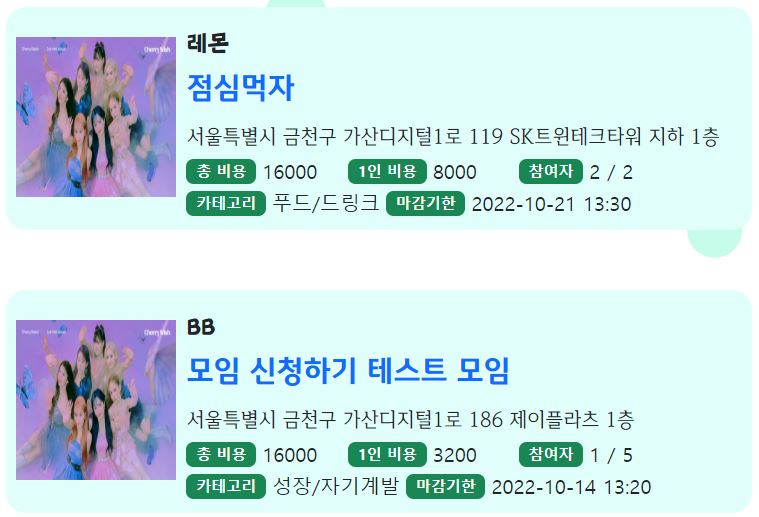 레몬
점심먹자
서울특별시 금천구 가산디지털1로 119 SK트윈테크타워 지하 1층
총 비용 16000 1인 비용 8000 참여자 2 / 2
카테고리 푸드/드링크 마감기한 2022-10-21 13:30
BB
모임 신청하기 테스트 모임
서울특별시 금천구 가산디지털1로 186 제이플라츠 1층
총 비용 16000 1인 비용 3200 참여자 1 / 5
카테고리 성장/자기계발 마감기한 2022-10-14 13:20